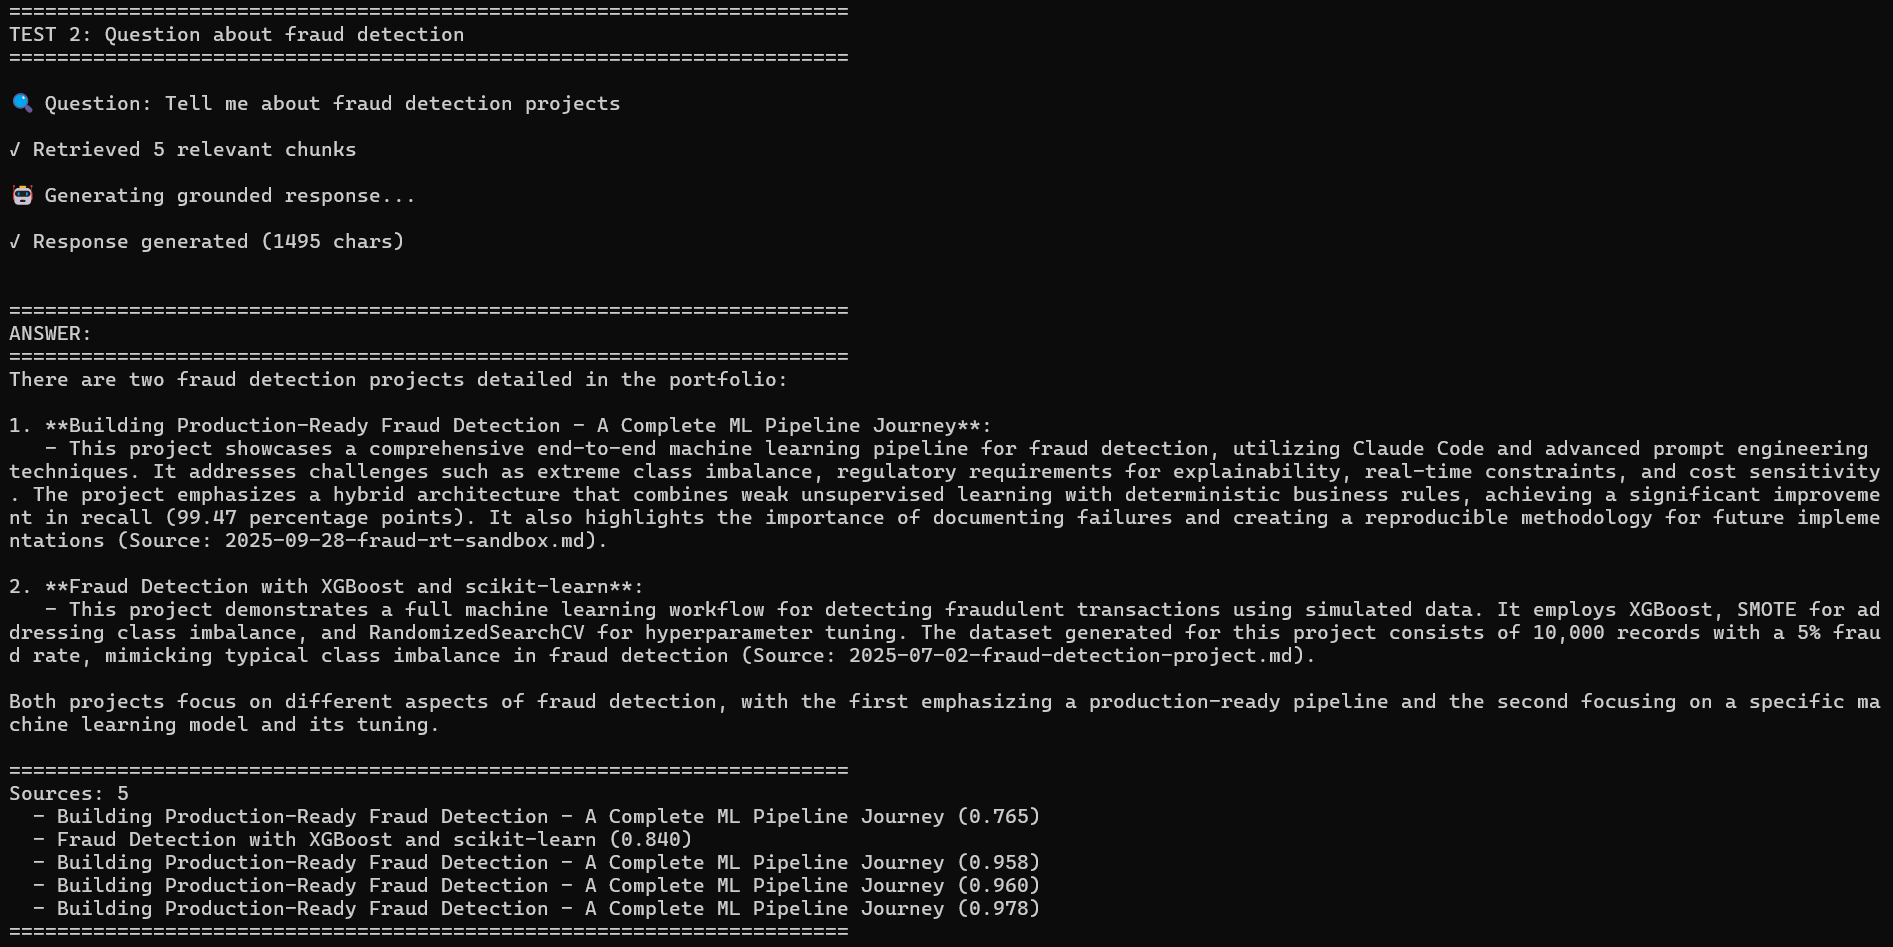 ======================================================================
TEST 2: Question about fraud detection
======================================================================
🔍 Question: Tell me about fraud detection projects
✓ Retrieved 5 relevant chunks
🤖 Generating grounded response...
✓ Response generated (1495 chars)
======================================================================
ANSWER:
======================================================================
There are two fraud detection projects detailed in the portfolio:
1. **Building Production-Ready Fraud Detection - A Complete ML Pipeline Journey**:
   - This project showcases a comprehensive end-to-end machine learning pipeline for fraud detection, utilizing Claude Code and advanced prompt engineering
techniques. It addresses challenges such as extreme class imbalance, regulatory requirements for explainability, real-time constraints, and cost sensitivity
. The project emphasizes a hybrid architecture that combines weak unsupervised learning with deterministic business rules, achieving a significant improveme
nt in recall (99.47 percentage points). It also highlights the importance of documenting failures and creating a reproducible methodology for future impleme
ntations (Source: 2025-09-28-fraud-rt-sandbox.md).
2. **Fraud Detection with XGBoost and scikit-learn**:
   - This project demonstrates a full machine learning workflow for detecting fraudulent transactions using simulated data. It employs XGBoost, SMOTE for ad
dressing class imbalance, and RandomizedSearchCV for hyperparameter tuning. The dataset generated for this project consists of 10,000 records with a 5% frau
d rate, mimicking typical class imbalance in fraud detection (Source: 2025-07-02-fraud-detection-project.md).
Both projects focus on different aspects of fraud detection, with the first emphasizing a production-ready pipeline and the second focusing on a specific ma
chine learning model and its tuning.
======================================================================
Sources: 5
  - Building Production-Ready Fraud Detection - A Complete ML Pipeline Journey (0.765)
  - Fraud Detection with XGBoost and scikit-learn (0.840)
  - Building Production-Ready Fraud Detection - A Complete ML Pipeline Journey (0.958)
  - Building Production-Ready Fraud Detection - A Complete ML Pipeline Journey (0.960)
  - Building Production-Ready Fraud Detection - A Complete ML Pipeline Journey (0.978)
======================================================================